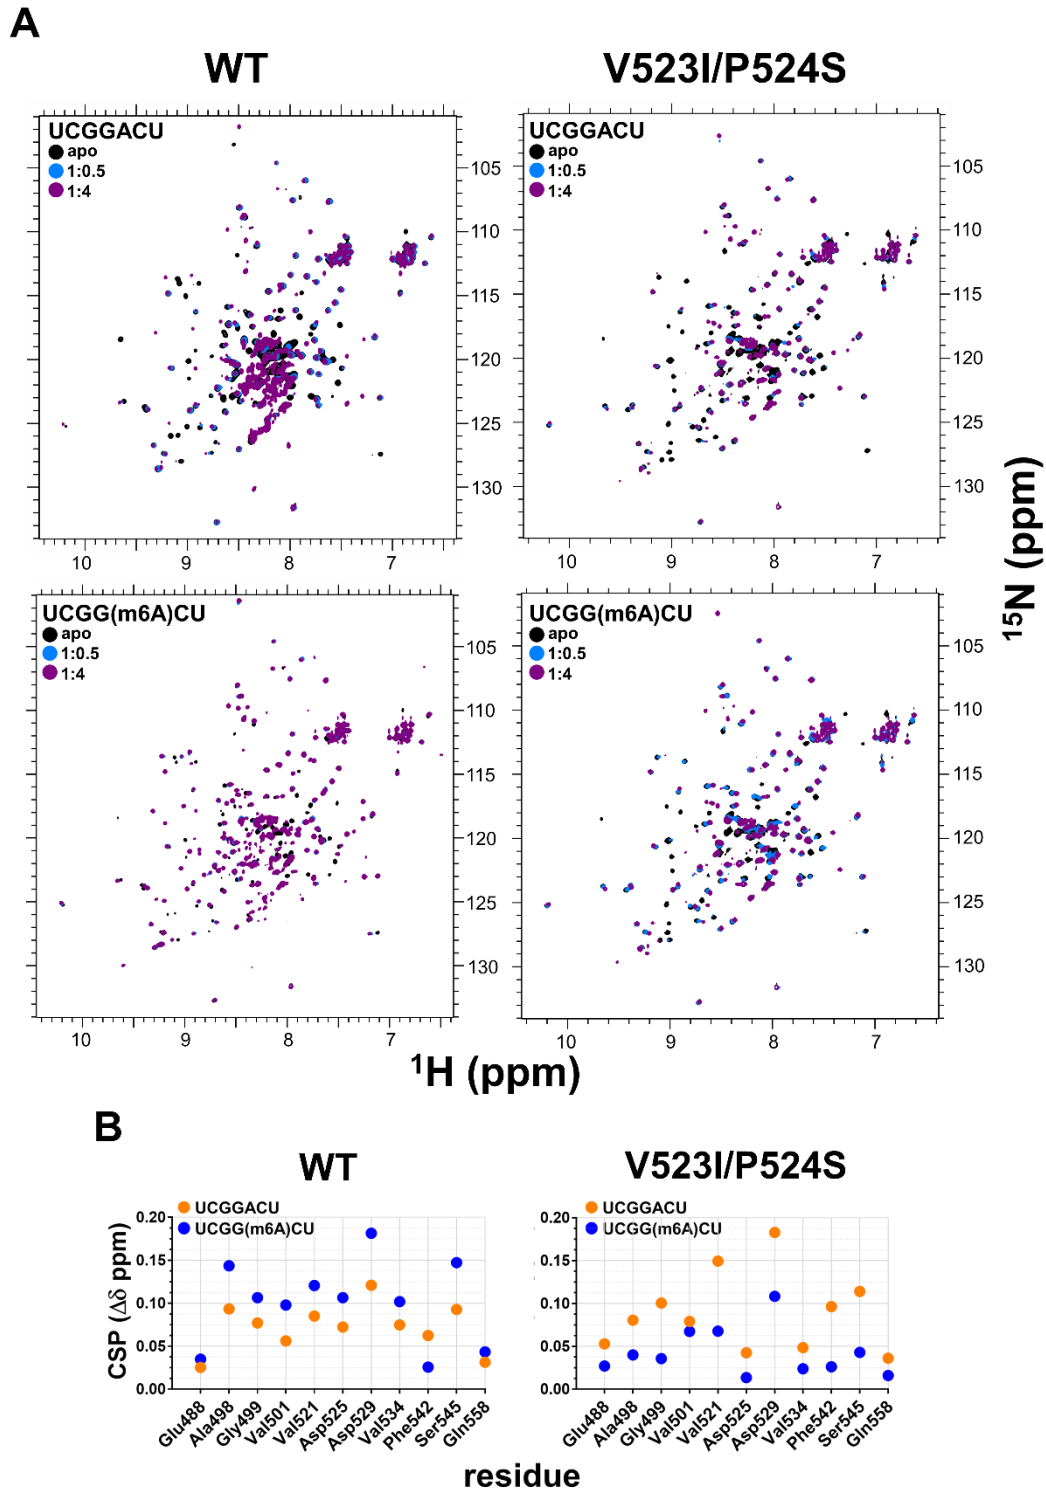 A
WT
V523I/P524S
UCGGACU
apo
1:0.5
1:4
105
110
115
120
125
130
10
9
8
7
UCGGACU
apo
1:0.5
1:4
105
110
115
120
125
130
10
9
8
7
UCGG(m6A)CU
apo
1:0.5
1:4
105
110
115
120
125
130
10
9
8
7
UCGG(m6A)CU
apo
1:0.5
1:4
105
110
115
120
125
130
10
9
8
7
15N (ppm)
1H (ppm)
B
WT
V523I/P524S
UCGGACU
UCGG(m6A)CU
CSP (Δδ ppm)
0.20
0.15
0.10
0.05
0.00
Glu488
Ala498
Gly499
Val501
Val521
Asp525
Asp529
Val534
Phe542
Ser545
Gln558
UCGGACU
UCGG(m6A)CU
0.20
0.15
0.10
0.05
0.00
Glu488
Ala498
Gly499
Val501
Val521
Asp525
Asp529
Val534
Phe542
Ser545
Gln558
residue